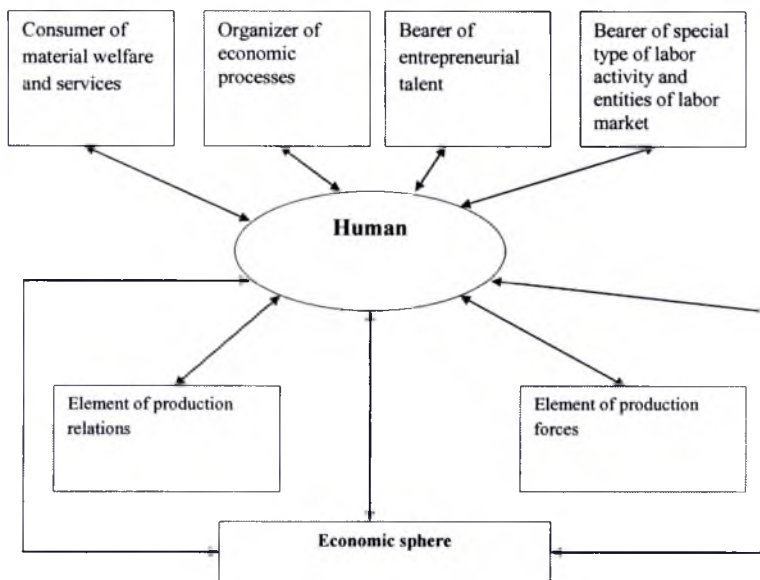 Consumer of
material welfare
and services
Organizer of
economic
processes
Bearer of
entrepreneurial
talent
Bearer of special
type of labor
activity and
entities of labor
market
Human
Element of production
relations
Element of production
forces
Economic sphere